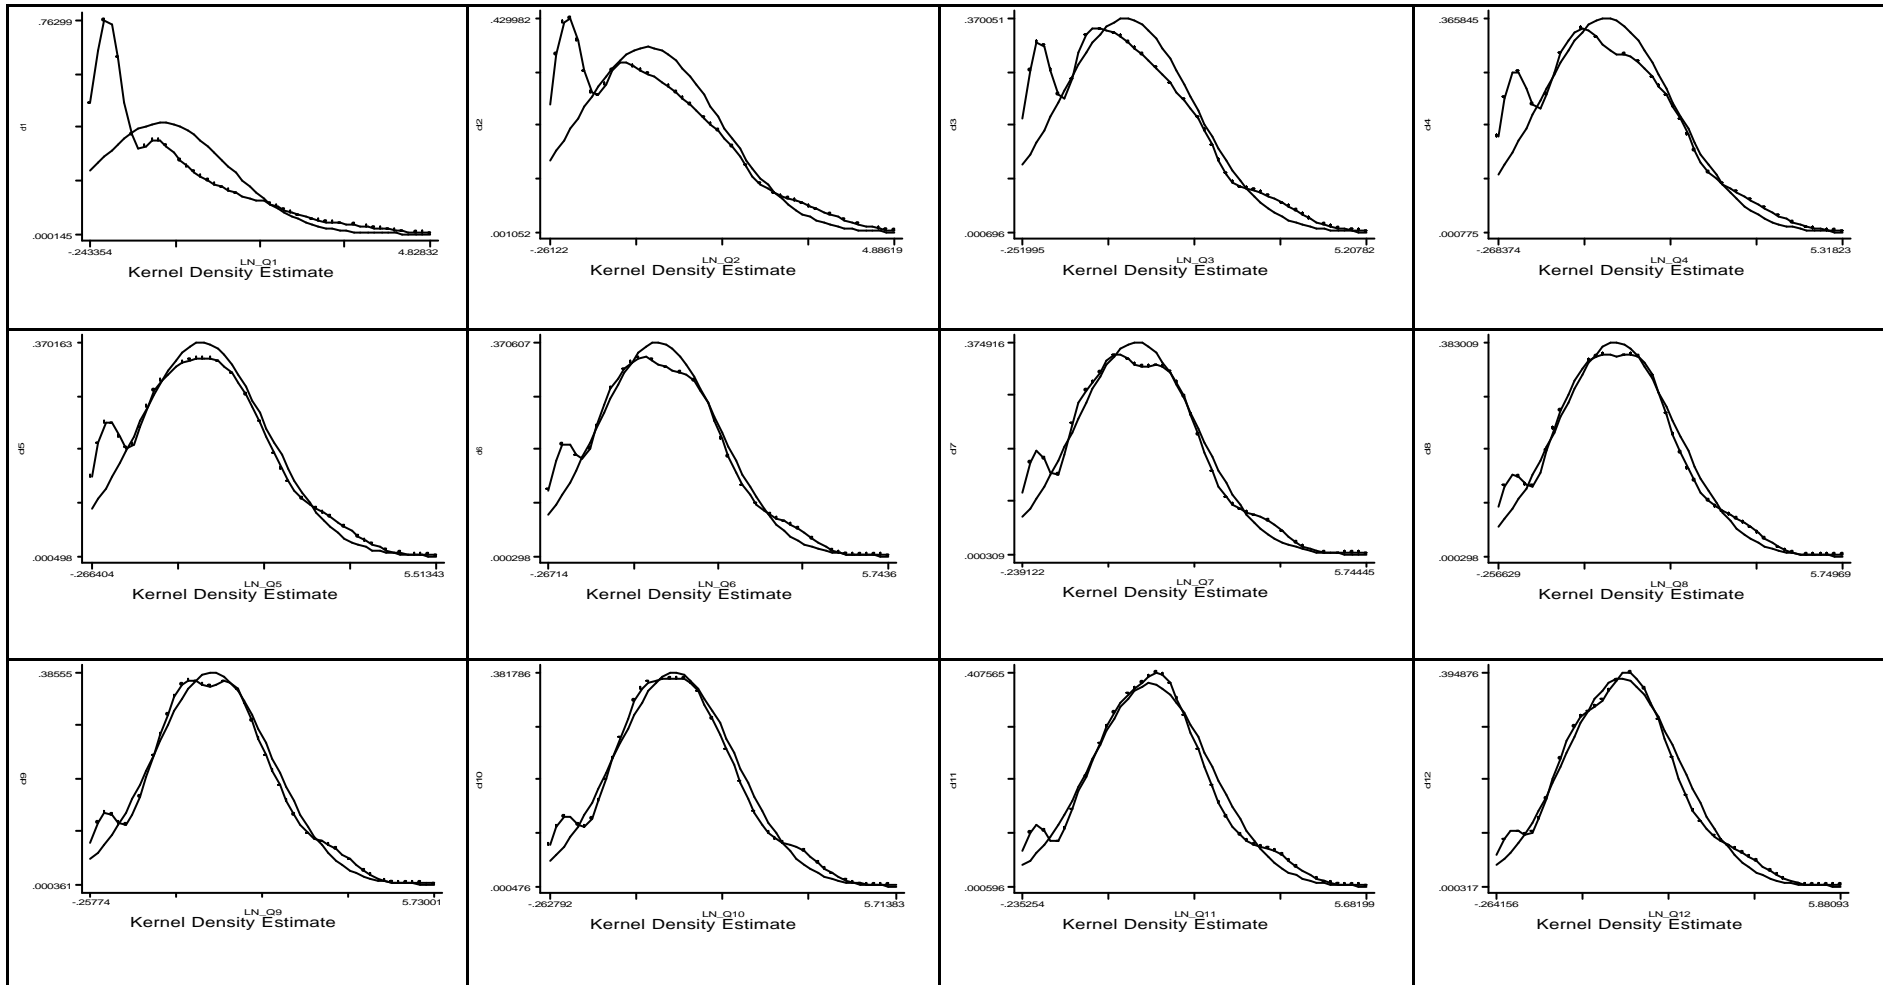 .76299
d1
.000145
-.243354
4.82832
LN_Q1
Kernel Density Estimate
.429982
d2
.001052
-.26122
4.88619
LN_Q2
Kernel Density Estimate
.370051
d3
.000696
-.251995
5.20782
LN_Q3
Kernel Density Estimate
.365845
d4
.000775
-.268374
5.31823
LN_Q4
Kernel Density Estimate
.370163
d5
.000498
-.266404
5.51343
LN_Q5
Kernel Density Estimate
.370607
d6
.000298
-.26714
5.7436
LN_Q6
Kernel Density Estimate
.374916
d7
.000309
-.239122
5.74445
LN_Q7
Kernel Density Estimate
.383009
d8
.000298
-.256629
5.74969
LN_Q8
Kernel Density Estimate
.38555
d9
.000361
-.25774
5.73001
LN_Q9
Kernel Density Estimate
.381786
d10
.000476
-.262792
5.71383
LN_Q10
Kernel Density Estimate
.407565
d11
.000596
-.235254
5.68199
LN_Q11
Kernel Density Estimate
.394876
d12
.000317
-.264156
5.88093
LN_Q12
Kernel Density Estimate